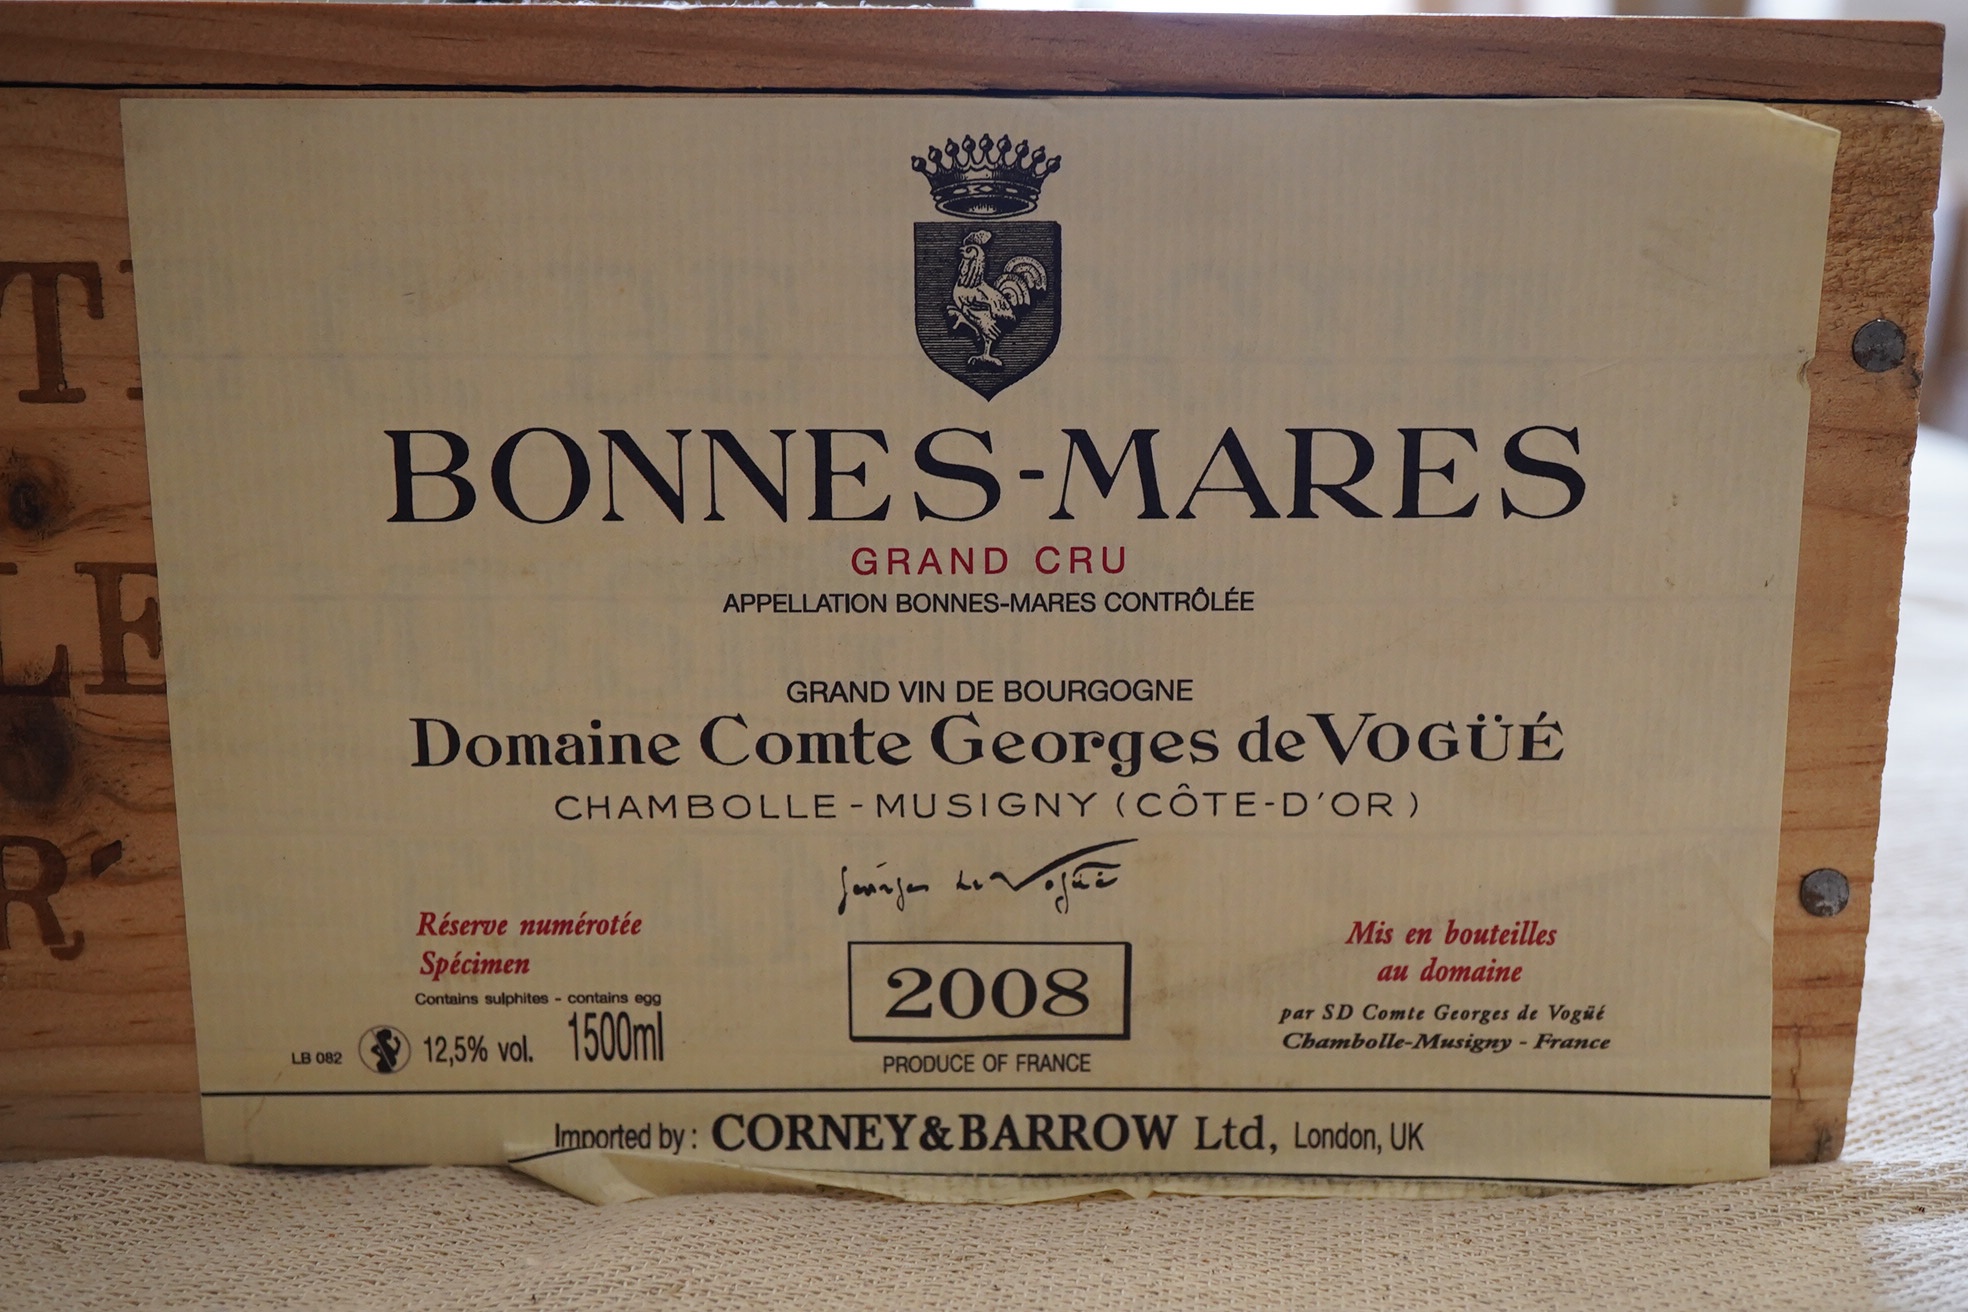 BONNES-MARES
GRAND CRU
APPELLATION BONNES-MARES CONTRÔLÉE
GRAND VIN DE BOURGOGNE
Domaine Comte Georges de VOGÜÉ
CHAMBOLLE-MUSIGNY (CÔTE-D'OR)
Georges de Vogüé
Réserve numérotée
Spécimen
Contains sulphites - contains egg
LB 082 12,5% vol. 1500ml
2008
PRODUCE OF FRANCE
Mis en bouteilles
au domaine
par SD Comte Georges de Vogüé
Chambolle-Musigny - France
Imported by: CORNEY&BARROW Ltd, London, UK